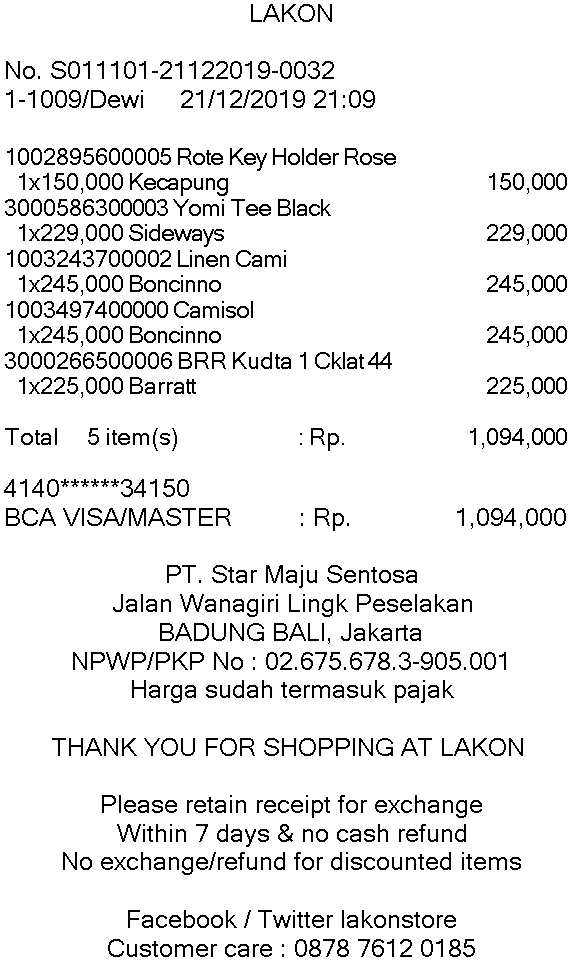 LAKON
No. S011101-21122019-0032
1-1009/Dewi 21/12/2019 21:09
1002895600005 Rote Key Holder Rose
1x150,000 Kecapung 150,000
3000586300003 Yomi Tee Black
1x229,000 Sideways 229,000
1003243700002 Linen Cami
1x245,000 Boncinno 245,000
1003497400000 Camisol
1x245,000 Boncinno 245,000
3000266500006 BRR Kudta 1 Cklat 44
1x225,000 Barratt 225,000
Total 5 item(s) : Rp. 1,094,000
4140******34150
BCA VISA/MASTER : Rp. 1,094,000
PT. Star Maju Sentosa
Jalan Wanagiri Lingk Peselakan
BADUNG BALI, Jakarta
NPWP/PKP No : 02.675.678.3-905.001
Harga sudah termasuk pajak
THANK YOU FOR SHOPPING AT LAKON
Please retain receipt for exchange
Within 7 days & no cash refund
No exchange/refund for discounted items
Facebook / Twitter lakonstore
Customer care : 0878 7612 0185